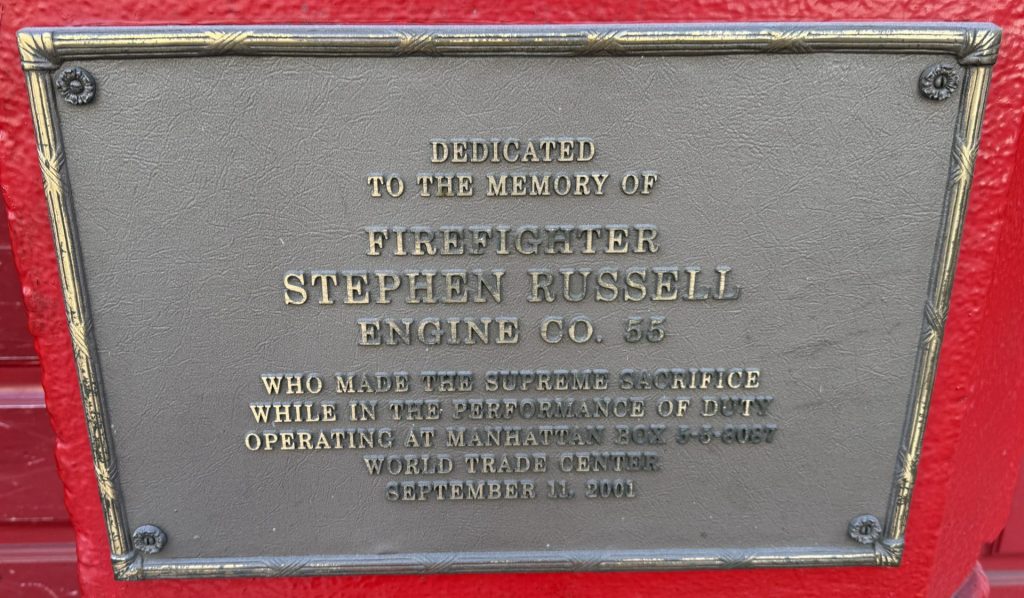 DEDICATED
TO THE MEMORY OF
FIREFIGHTER
STEPHEN RUSSELL
ENGINE CO. 55
WHO MADE THE SUPREME SACRIFICE
WHILE IN THE PERFORMANCE OF DUTY
OPERATING AT MANHATTAN BOX 5-5-8087
WORLD TRADE CENTER
SEPTEMBER 11, 2001